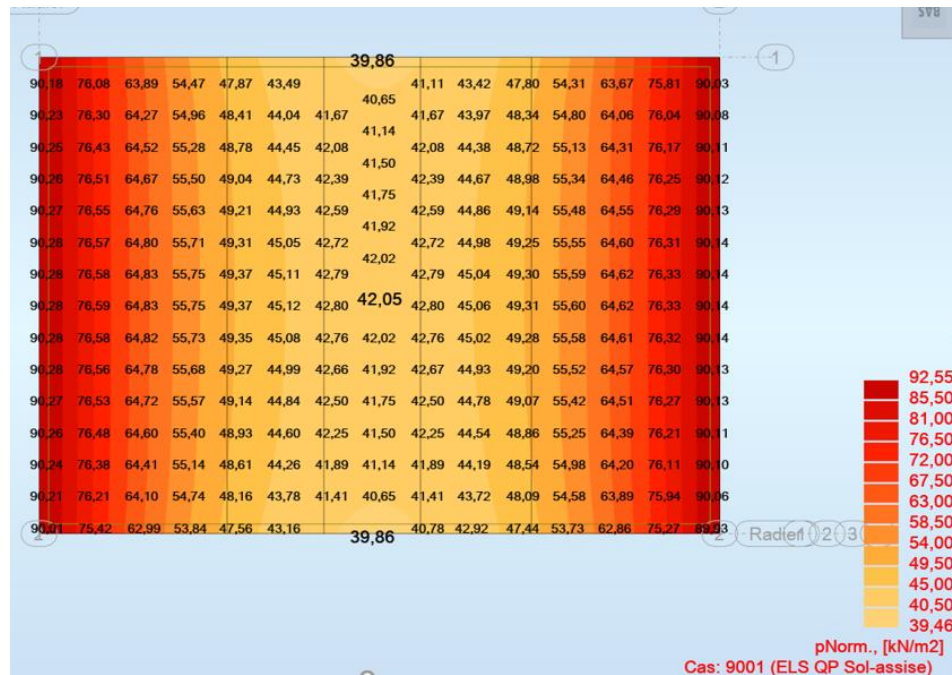 BAS
1 39,86 1
90,18 76,08 63,89 54,47 47,87 43,49 41,11 43,42 47,80 54,31 63,67 75,81 90,03
40,65
90,23 76,30 64,27 54,96 48,41 44,04 41,67 41,67 43,97 48,34 54,80 64,06 76,04 90,08
41,14
90,25 76,43 64,52 55,28 48,78 44,45 42,08 42,08 44,38 48,72 55,13 64,31 76,17 90,11
41,50
90,26 76,51 64,67 55,50 49,04 44,73 42,39 42,39 44,67 48,98 55,34 64,46 76,25 90,12
41,75
90,27 76,55 64,76 55,63 49,21 44,93 42,59 42,59 44,86 49,14 55,48 64,55 76,29 90,13
41,92
90,28 76,57 64,80 55,71 49,31 45,05 42,72 42,72 44,98 49,25 55,55 64,60 76,31 90,14
42,02
90,28 76,58 64,83 55,75 49,37 45,11 42,79 42,79 45,04 49,30 55,59 64,62 76,33 90,14
90,28 76,59 64,83 55,75 49,37 45,12 42,80 42,05 42,80 45,06 49,31 55,60 64,62 76,33 90,14
90,28 76,58 64,82 55,73 49,35 45,08 42,76 42,02 42,76 45,02 49,28 55,58 64,61 76,32 90,14
90,28 76,56 64,78 55,68 49,27 44,99 42,66 41,92 42,67 44,93 49,20 55,52 64,57 76,30 90,13
90,27 76,53 64,72 55,57 49,14 44,84 42,50 41,75 42,50 44,78 49,07 55,42 64,51 76,27 90,13
90,26 76,48 64,60 55,40 48,93 44,60 42,25 41,50 42,25 44,54 48,86 55,25 64,39 76,21 90,11
90,24 76,38 64,41 55,14 48,61 44,26 41,89 41,14 41,89 44,19 48,54 54,98 64,20 76,11 90,10
90,21 76,21 64,10 54,74 48,16 43,78 41,41 40,65 41,41 43,72 48,09 54,58 63,89 75,94 90,06
90,01 75,42 62,99 53,84 47,56 43,16 40,78 42,92 47,44 53,73 62,86 75,27
2 39,86 2 Radier 1 2 3
92,55
85,50
81,00
76,50
72,00
67,50
63,00
58,50
54,00
49,50
45,00
40,50
39,46
pNorm., [kN/m2]
Cas: 9001 (ELS QP Sol-assise)